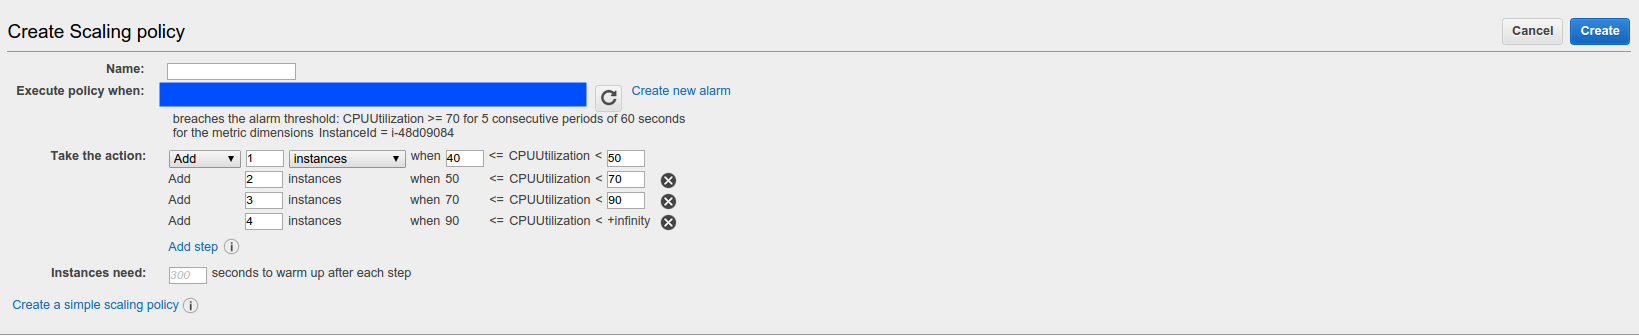 Create Scaling policy
Cancel
Create
Name:
Execute policy when:
Create new alarm
breaches the alarm threshold: CPUUtilization >= 70 for 5 consecutive periods of 60 seconds
for the metric dimensions InstanceId = i-48d09084
Take the action: Add 1 instances when 40 <= CPUUtilization < 50
Add 2 instances when 50 <= CPUUtilization < 70
Add 3 instances when 70 <= CPUUtilization < 90
Add 4 instances when 90 <= CPUUtilization < +infinity
Add step i
Instances need: 300 seconds to warm up after each step
Create a simple scaling policy i